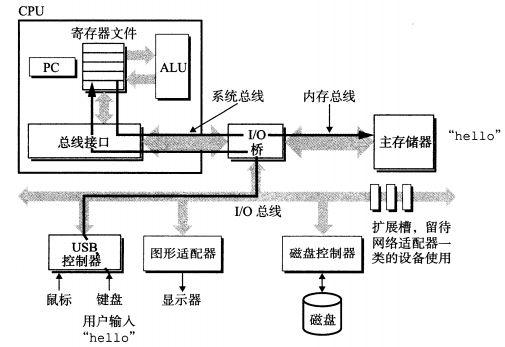 CPU
寄存器文件
PC
ALU
系统总线
内存总线
总线接口
I/O
桥
主存储器
“hello”
I/O 总线
扩展槽，留待
网络适配器一
类的设备使用
USB
控制器
图形适配器
磁盘控制器
鼠标
键盘
显示器
用户输入
“hello”
磁盘